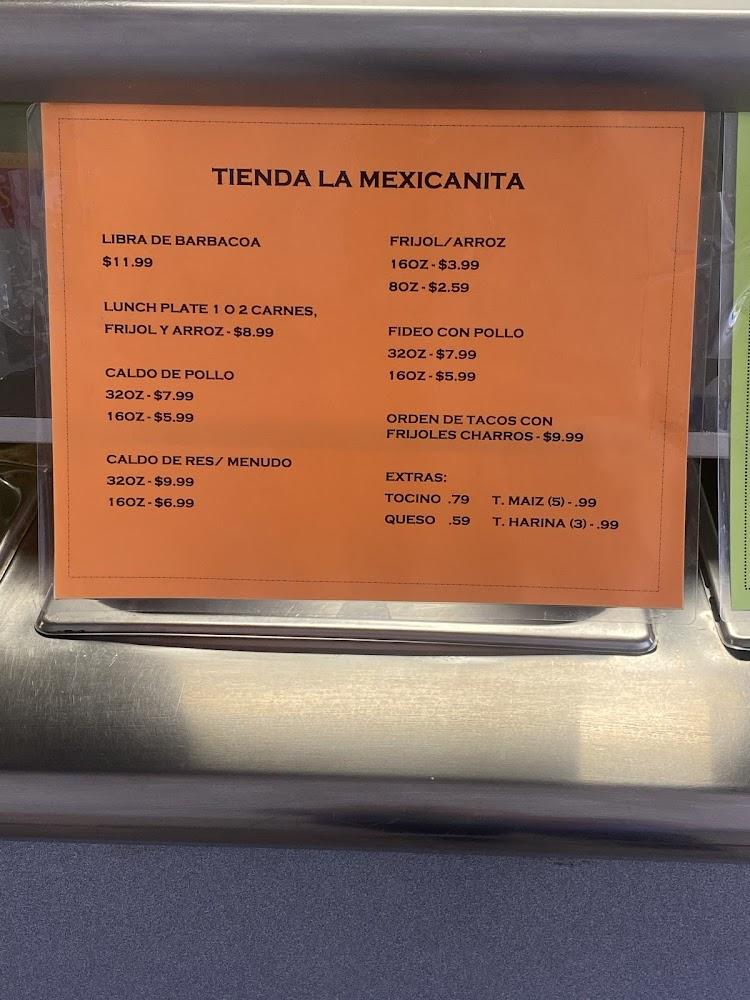 TIENDA LA MEXICANITA
LIBRA DE BARBACOA
$11.99
LUNCH PLATE 1 O 2 CARNES,
FRIJOL Y ARROZ - $8.99
CALDO DE POLLO
32OZ - $7.99
16OZ - $5.99
CALDO DE RES/ MENUDO
32OZ - $9.99
16OZ - $6.99
FRIJOL/ARROZ
16OZ - $3.99
8OZ - $2.59
FIDEO CON POLLO
32OZ - $7.99
16OZ - $5.99
ORDEN DE TACOS CON
FRIJOLES CHARROS - $9.99
EXTRAS:
TOCINO .79 T. MAIZ (5) - .99
QUESO .59 T. HARINA (3) - .99